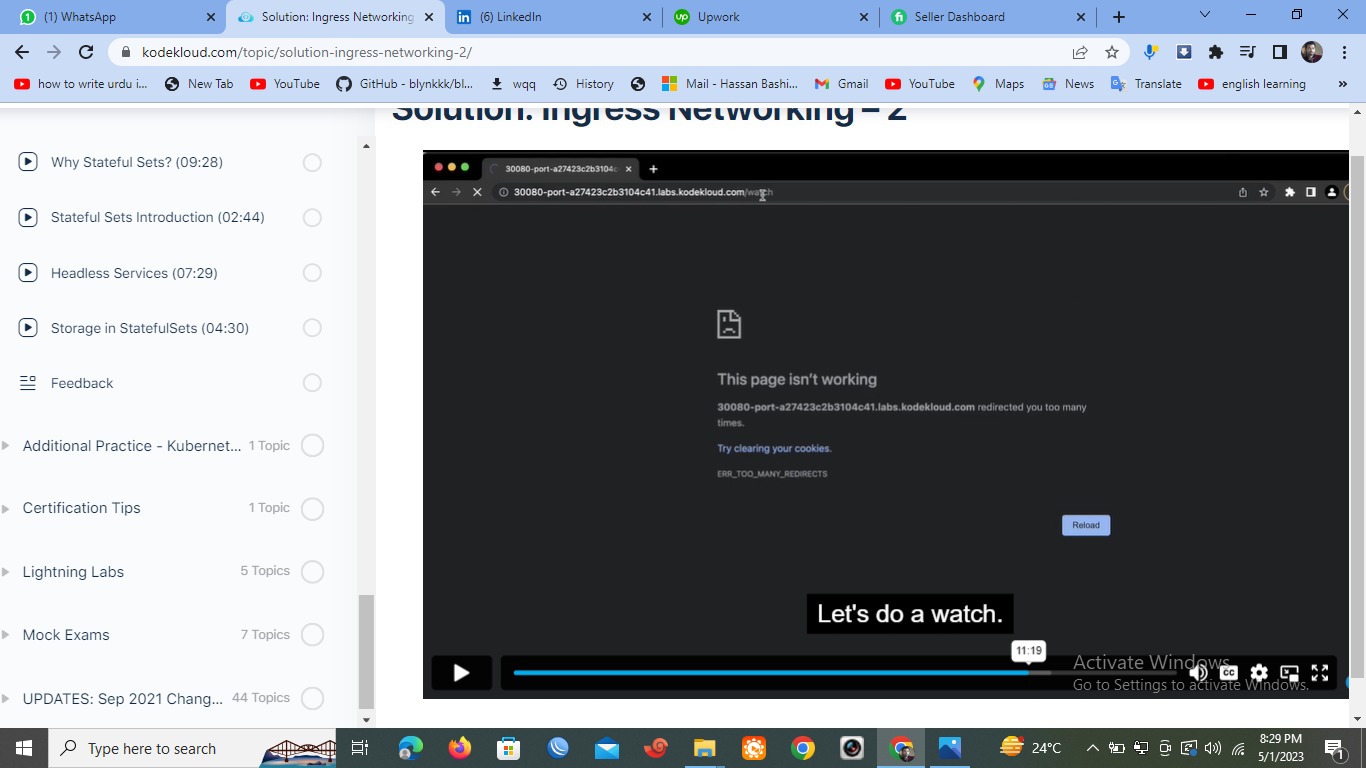 (1) WhatsApp
Solution: Ingress Networking
(6) LinkedIn
Upwork
Seller Dashboard
kodekloud.com/topic/solution-ingress-networking-2/
how to write urdu i...
New Tab
YouTube
GitHub - blynkkk/bl...
wqq
History
Mail - Hassan Bashi...
Gmail
YouTube
Maps
News
Translate
english learning
Solution: Ingress Networking – 2
Why Stateful Sets? (09:28)
Stateful Sets Introduction (02:44)
Headless Services (07:29)
Storage in StatefulSets (04:30)
Feedback
Additional Practice - Kubernet... 1 Topic
Certification Tips 1 Topic
Lightning Labs 5 Topics
Mock Exams 7 Topics
UPDATES: Sep 2021 Chang... 44 Topics
30080-port-a27423c2b3104c
30080-port-a27423c2b3104c41.labs.kodekloud.com/watch
This page isn't working
30080-port-a27423c2b3104c41.labs.kodekloud.com redirected you too many
times.
Try clearing your cookies.
ERR_TOO_MANY_REDIRECTS
Reload
Let's do a watch.
11:19
CC
Activate Windows
Go to Settings to activate Windows.
Type here to search
24°C
8:29 PM
5/1/2023
1